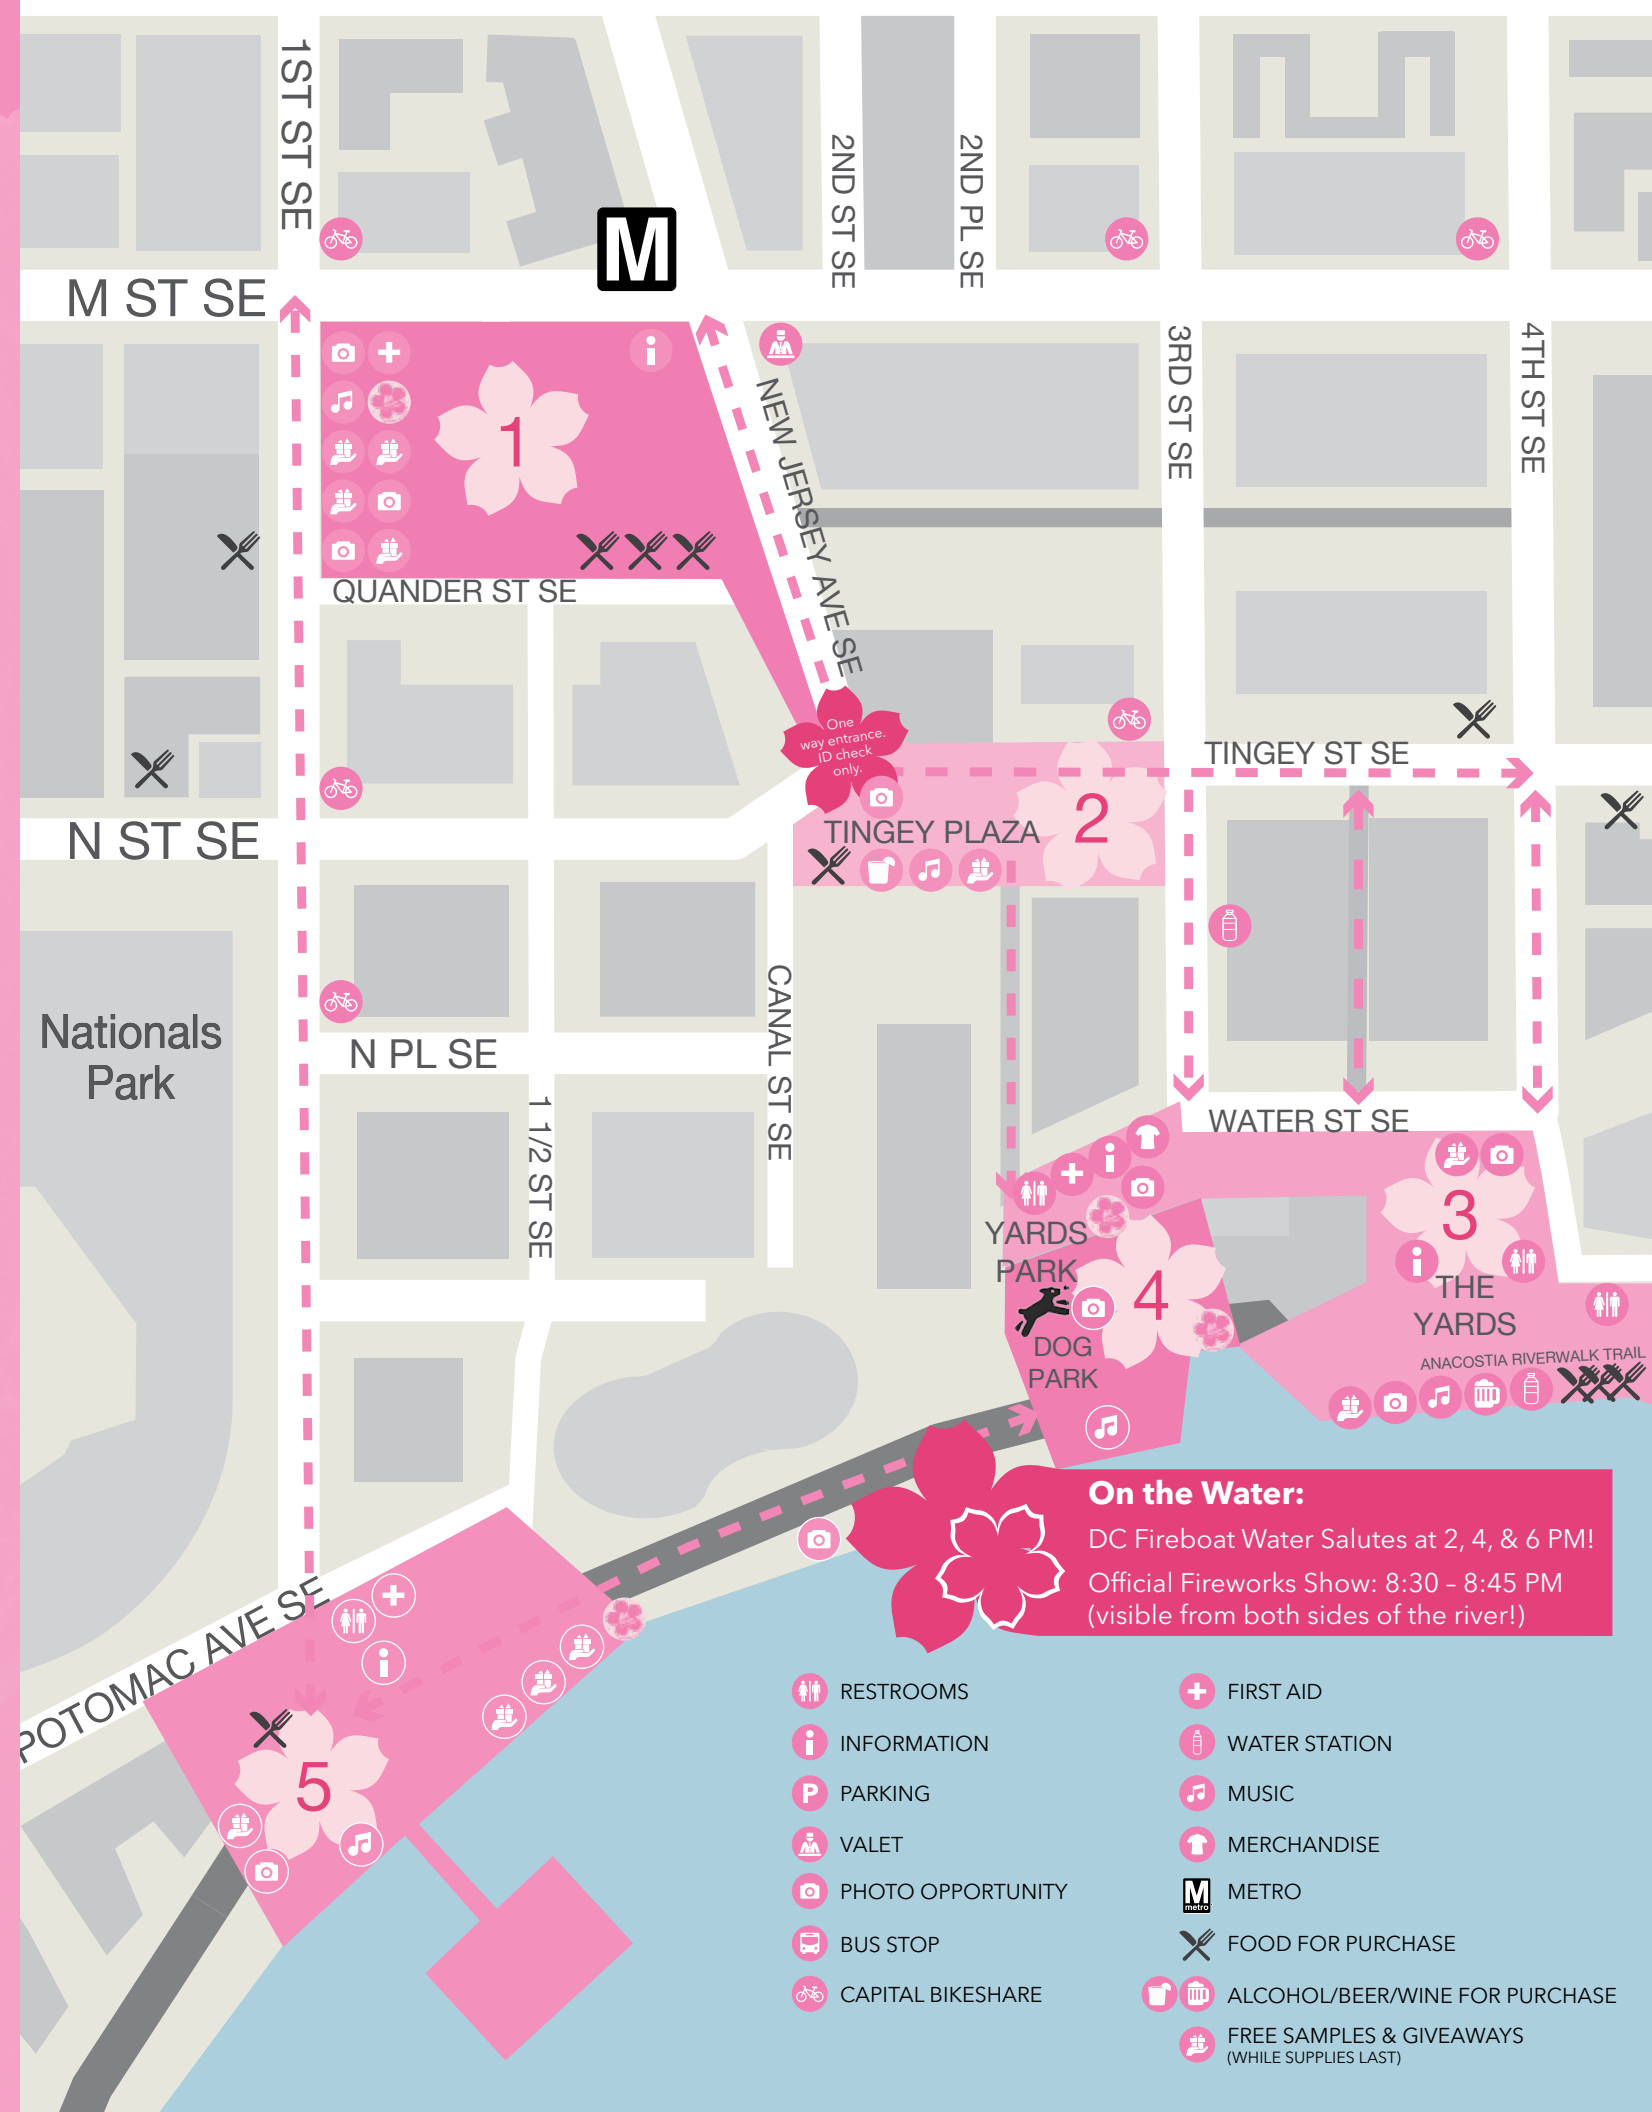 1ST ST SE
2ND ST SE
2ND PL SE
M
M ST SE
3RD ST SE
4TH ST SE
NEW JERSEY AVE SE
1
QUANDER ST SE
One
way entrance.
ID check
only.
TINGEY ST SE
2
TINGEY PLAZA
N ST SE
Nationals
Park
CANAL ST SE
N PL SE
1 1/2 ST SE
WATER ST SE
3
THE
YARDS
ANACOSTIA RIVERWALK TRAIL
YARDS
PARK
4
DOG
PARK
On the Water:
DC Fireboat Water Salutes at 2, 4, & 6 PM!
Official Fireworks Show: 8:30 – 8:45 PM
(visible from both sides of the river!)
POTOMAC AVE SE
5
RESTROOMS
INFORMATION
P PARKING
VALET
PHOTO OPPORTUNITY
BUS STOP
CAPITAL BIKESHARE
FIRST AID
WATER STATION
MUSIC
MERCHANDISE
M metro METRO
FOOD FOR PURCHASE
ALCOHOL/BEER/WINE FOR PURCHASE
FREE SAMPLES & GIVEAWAYS
(WHILE SUPPLIES LAST)